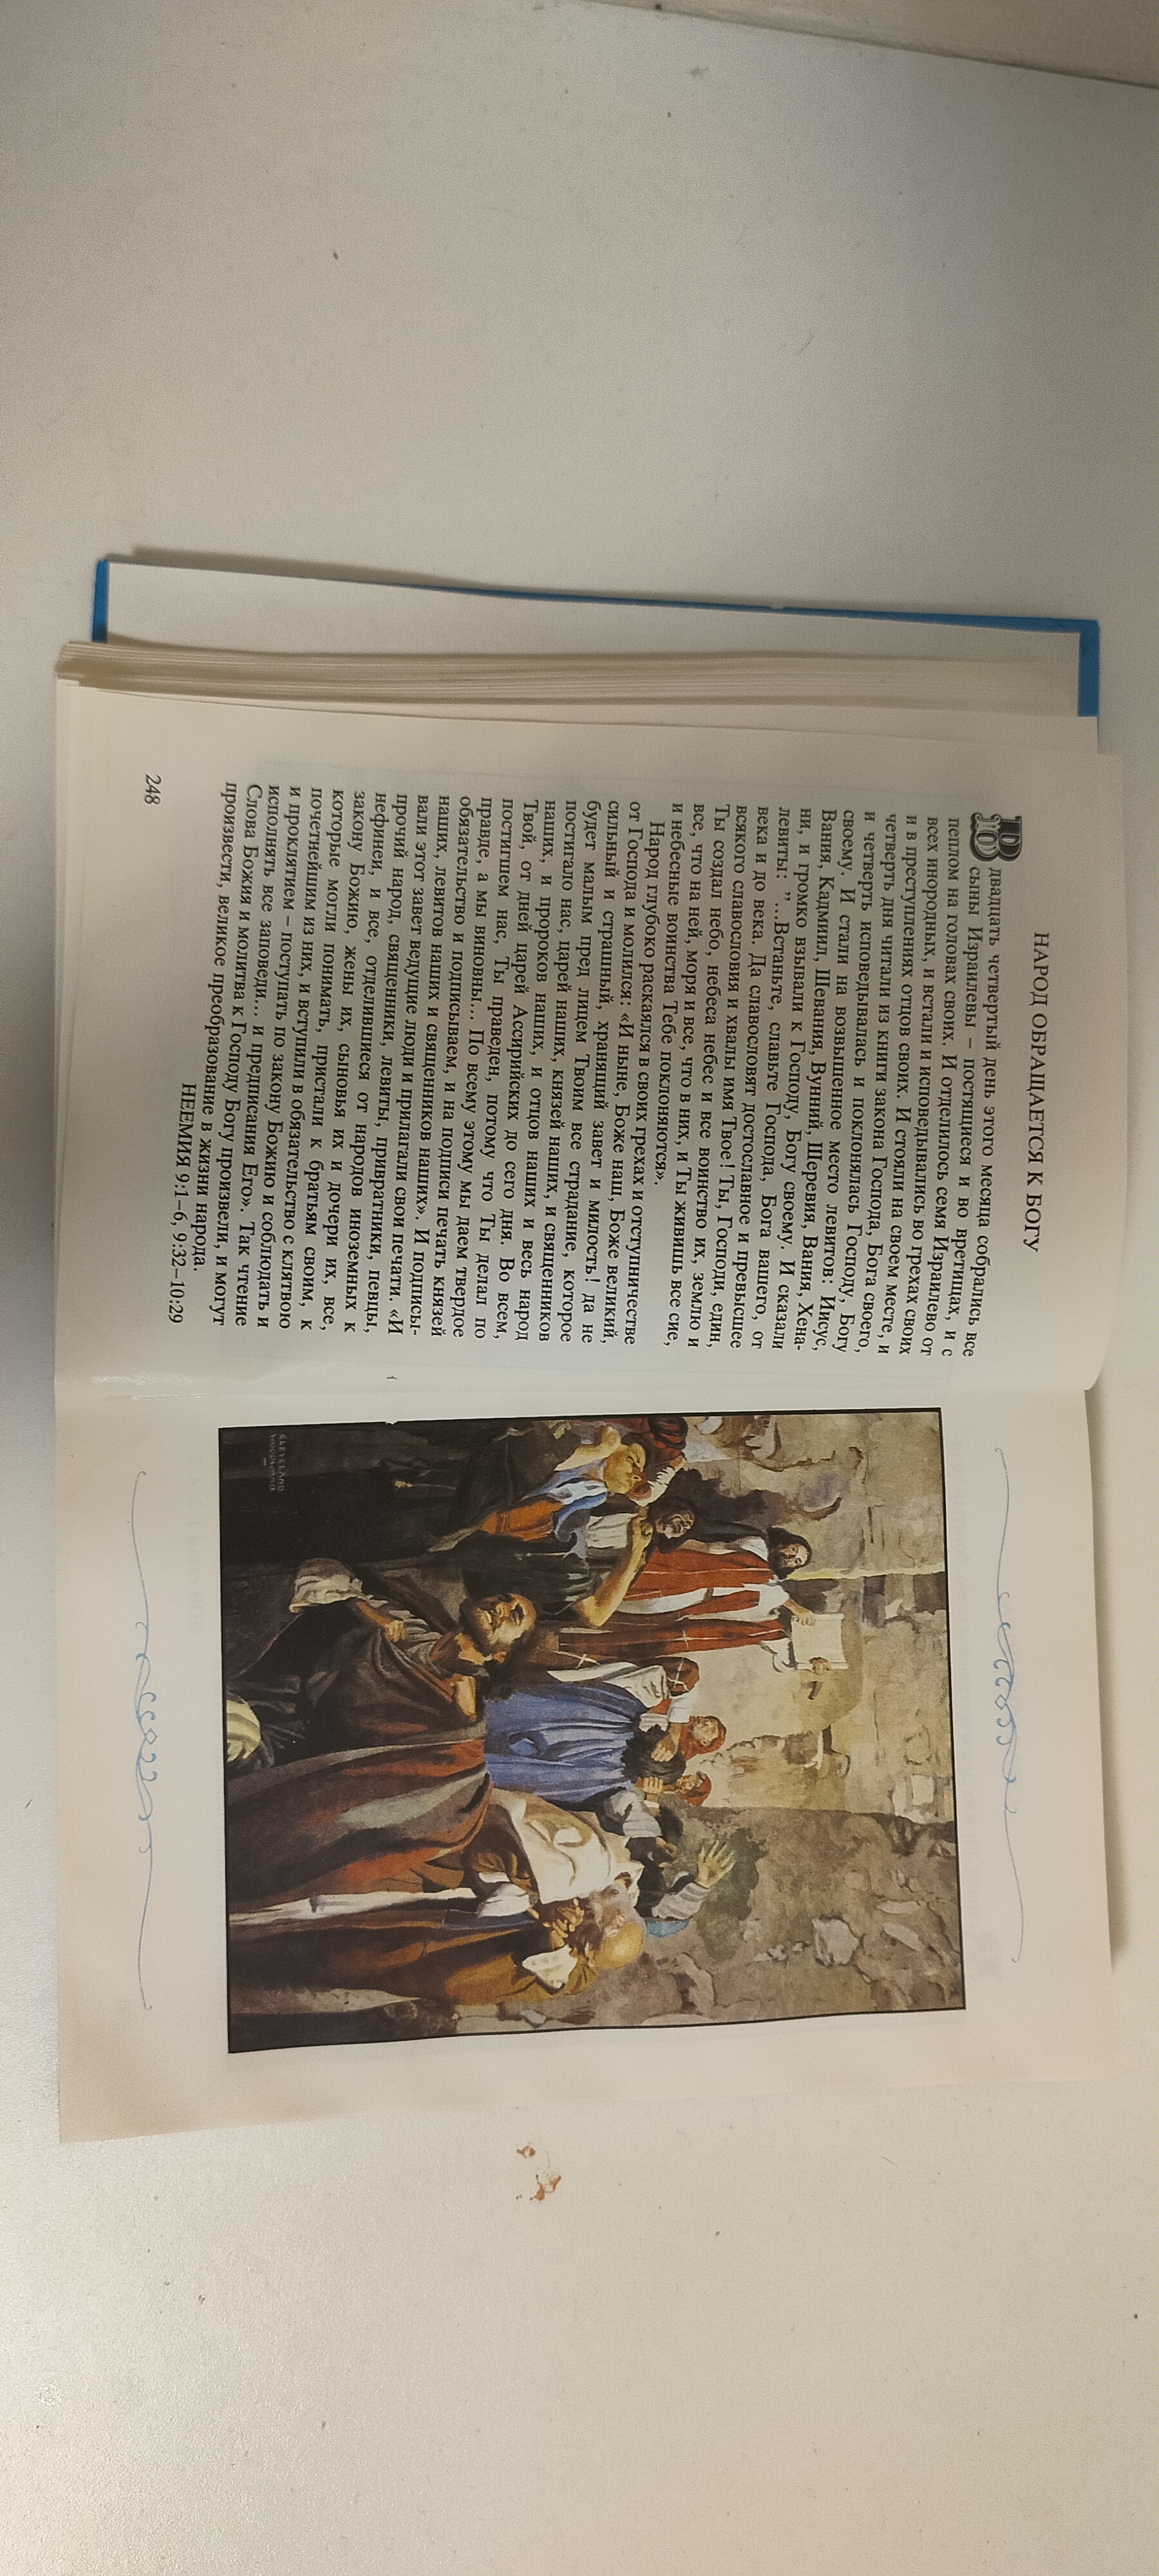 НАРОД ОБРАЩАЕТСЯ К БОГУ
В двадцать четвертый день этого месяца собрались все
сыны Израилевы – постящиеся и во вретищах, и с
пеплом на головах своих. И отделилось семя Израилево от
всех инородных, и встали и исповедывались во грехах своих
и в преступлениях отцов своих. И стояли на своем месте, и
четверть дня читали из книги закона Господа, Бога своего,
и четверть исповедывалась и поклонялась Господу, Богу
своему. И стали на возвышенное место левитов: Иисус,
Вания, Кадмиил, Шевания, Вунний, Шеревия, Вания, Хена-
ни, и громко взывали к Господу, Богу своему. И сказали
левиты: ”...Встаньте, славьте Господа, Бога вашего, от
века и до века. Да славословят достославное и превысшее
всякого славословия и хвалы имя Твое! Ты, Господи, един,
Ты создал небо, небеса небес и все воинство их, землю и
все, что на ней, моря и все, что в них, и Ты живишь все сие,
и небесные воинства Тебе поклоняются».
Народ глубоко раскаялся в своих грехах и отступничестве
от Господа и молился: «И ныне, Боже наш, Боже великий,
сильный и страшный, хранящий завет и милость! да не
будет малым пред лицем Твоим все страдание, которое
постигало нас, царей наших, князей наших, и священников
наших, и пророков наших, и отцов наших и весь народ
Твой, от дней царей Ассирийских до сего дня. Во всем,
постигшем нас, Ты праведен, потому что Ты делал по
правде, а мы виновны... По всему этому мы даем твердое
обязательство и подписываем, и на подписи печать князей
наших, левитов наших и священников наших». И подписы-
вали этот завет ведущие люди и прилагали свои печати. «И
прочий народ, священники, левиты, привратники, певцы,
нефинеи, и все, отделившиеся от народов иноземных к
закону Божию, жены их, сыновья их и дочери их, все,
которые могли понимать, пристали к братьям своим, к
почетнейшим из них, и вступили в обязательство с клятвою
и проклятием – поступать по закону Божию и соблюдать и
исполнять все заповеди... и предписания Его». Так чтение
Слова Божия и молитва к Господу Богу произвели, и могут
произвести, великое преобразование в жизни народа.
НЕЕМИЯ 9:1–6, 9:32–10:29
248
CLEVELAND
WOODWARD